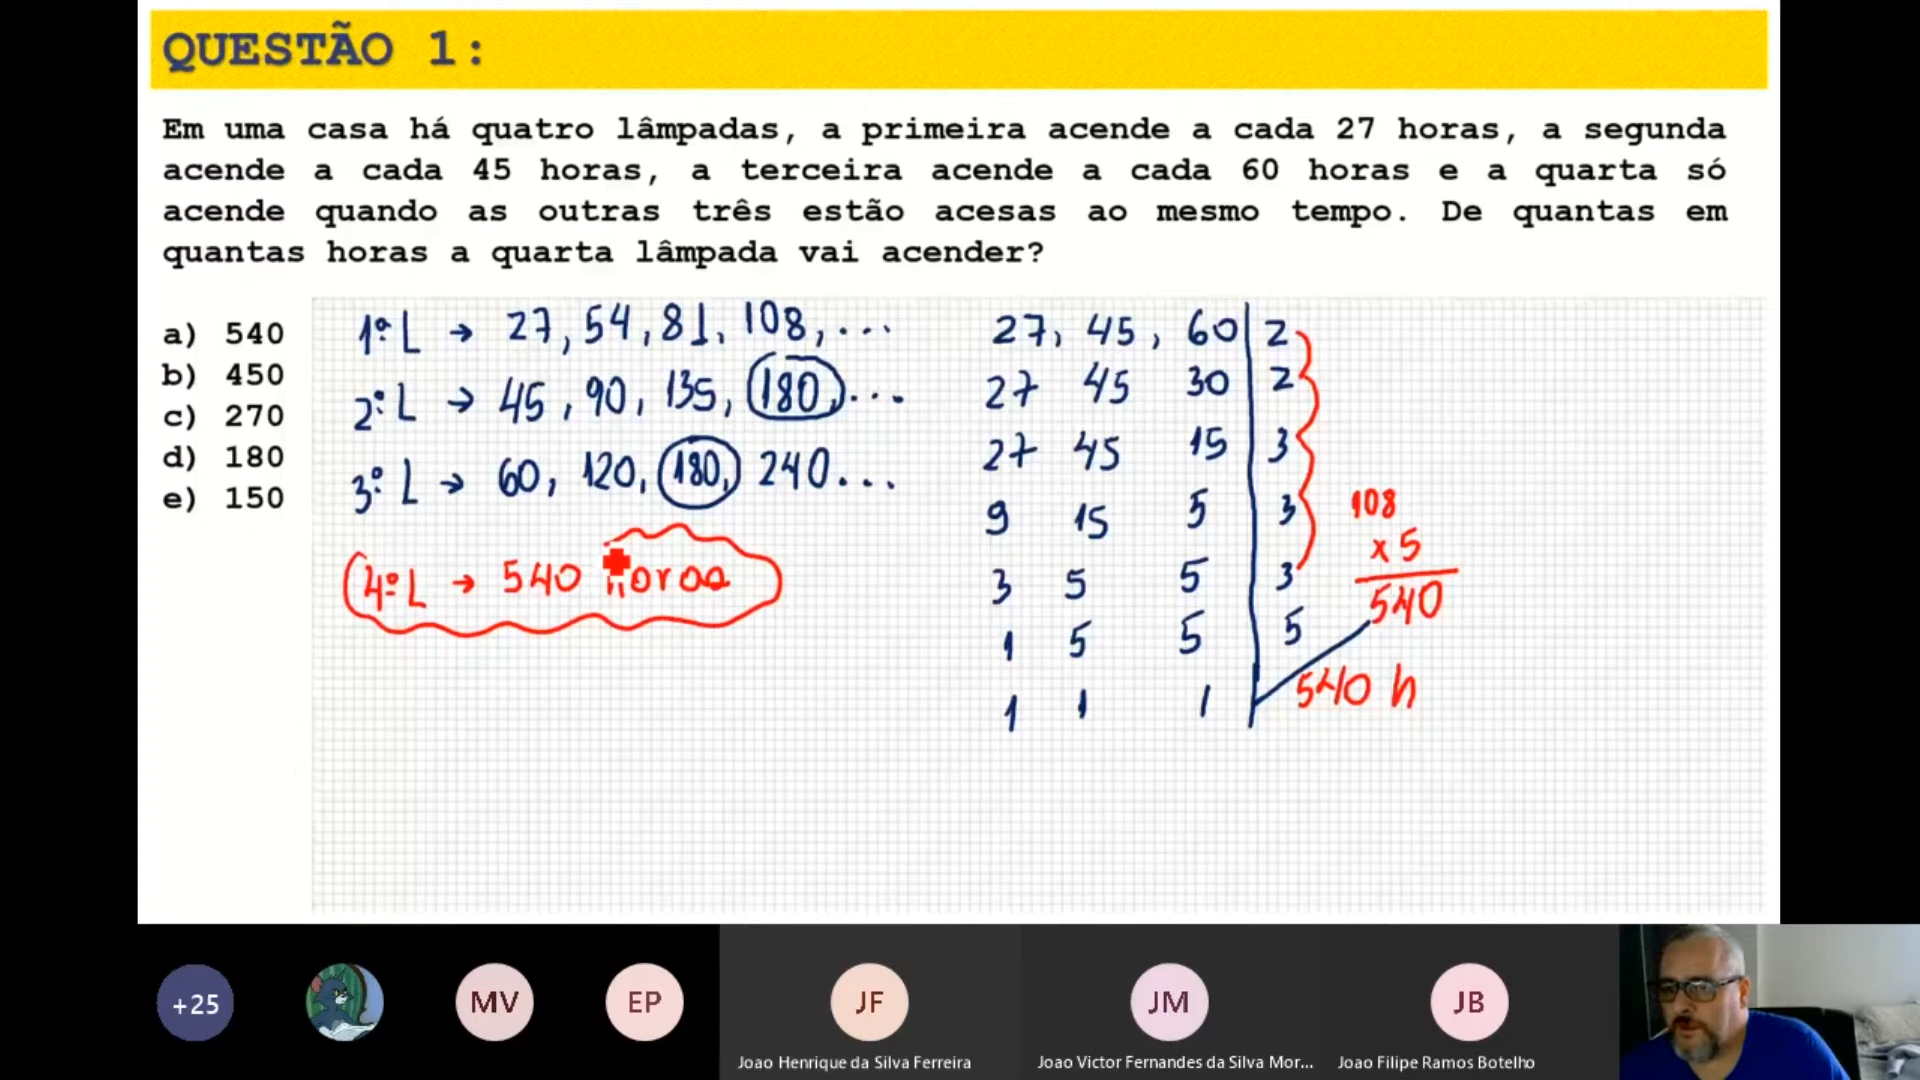 QUESTÃO 1:
Em uma casa há quatro lâmpadas, a primeira acende a cada 27 horas, a segunda
acende a cada 45 horas, a terceira acende a cada 60 horas e a quarta só
acende quando as outras três estão acesas ao mesmo tempo. De quantas em
quantas horas a quarta lâmpada vai acender?
a) 540
b) 450
c) 270
d) 180
e) 150
1ª L → 27, 54, 81, 108, ...
2ª L → 45, 90, 135, 180, ...
3ª L → 60, 120, 180, 240...
4ª L → 540 horas
27, 45, 60 2
27 45 30 2
27 45 15 3
9 15 5 3
3 5 5 3
1 5 5 5
1 1 1 540 h
108
x 5
540
+25
MV
EP
JF
JM
JB
Joao Henrique da Silva Ferreira
Joao Victor Fernandes da Silva Mor...
Joao Filipe Ramos Botelho